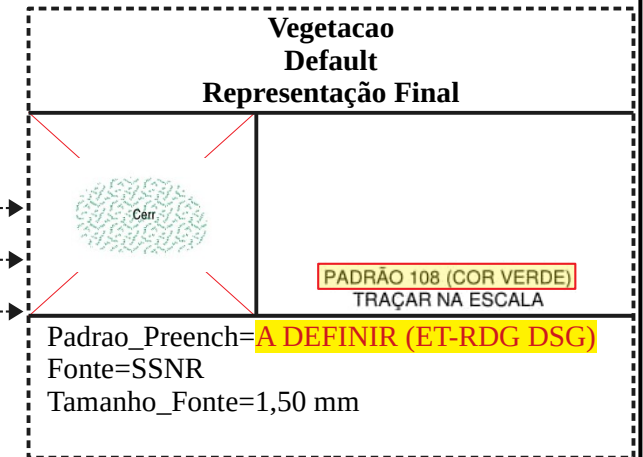 Vegetacao
Default
Representação Final
Cerr
PADRÃO 108 (COR VERDE)
TRAÇAR NA ESCALA
Padrao_Preench=A DEFINIR (ET-RDG DSG)
Fonte=SSNR
Tamanho_Fonte=1,50 mm